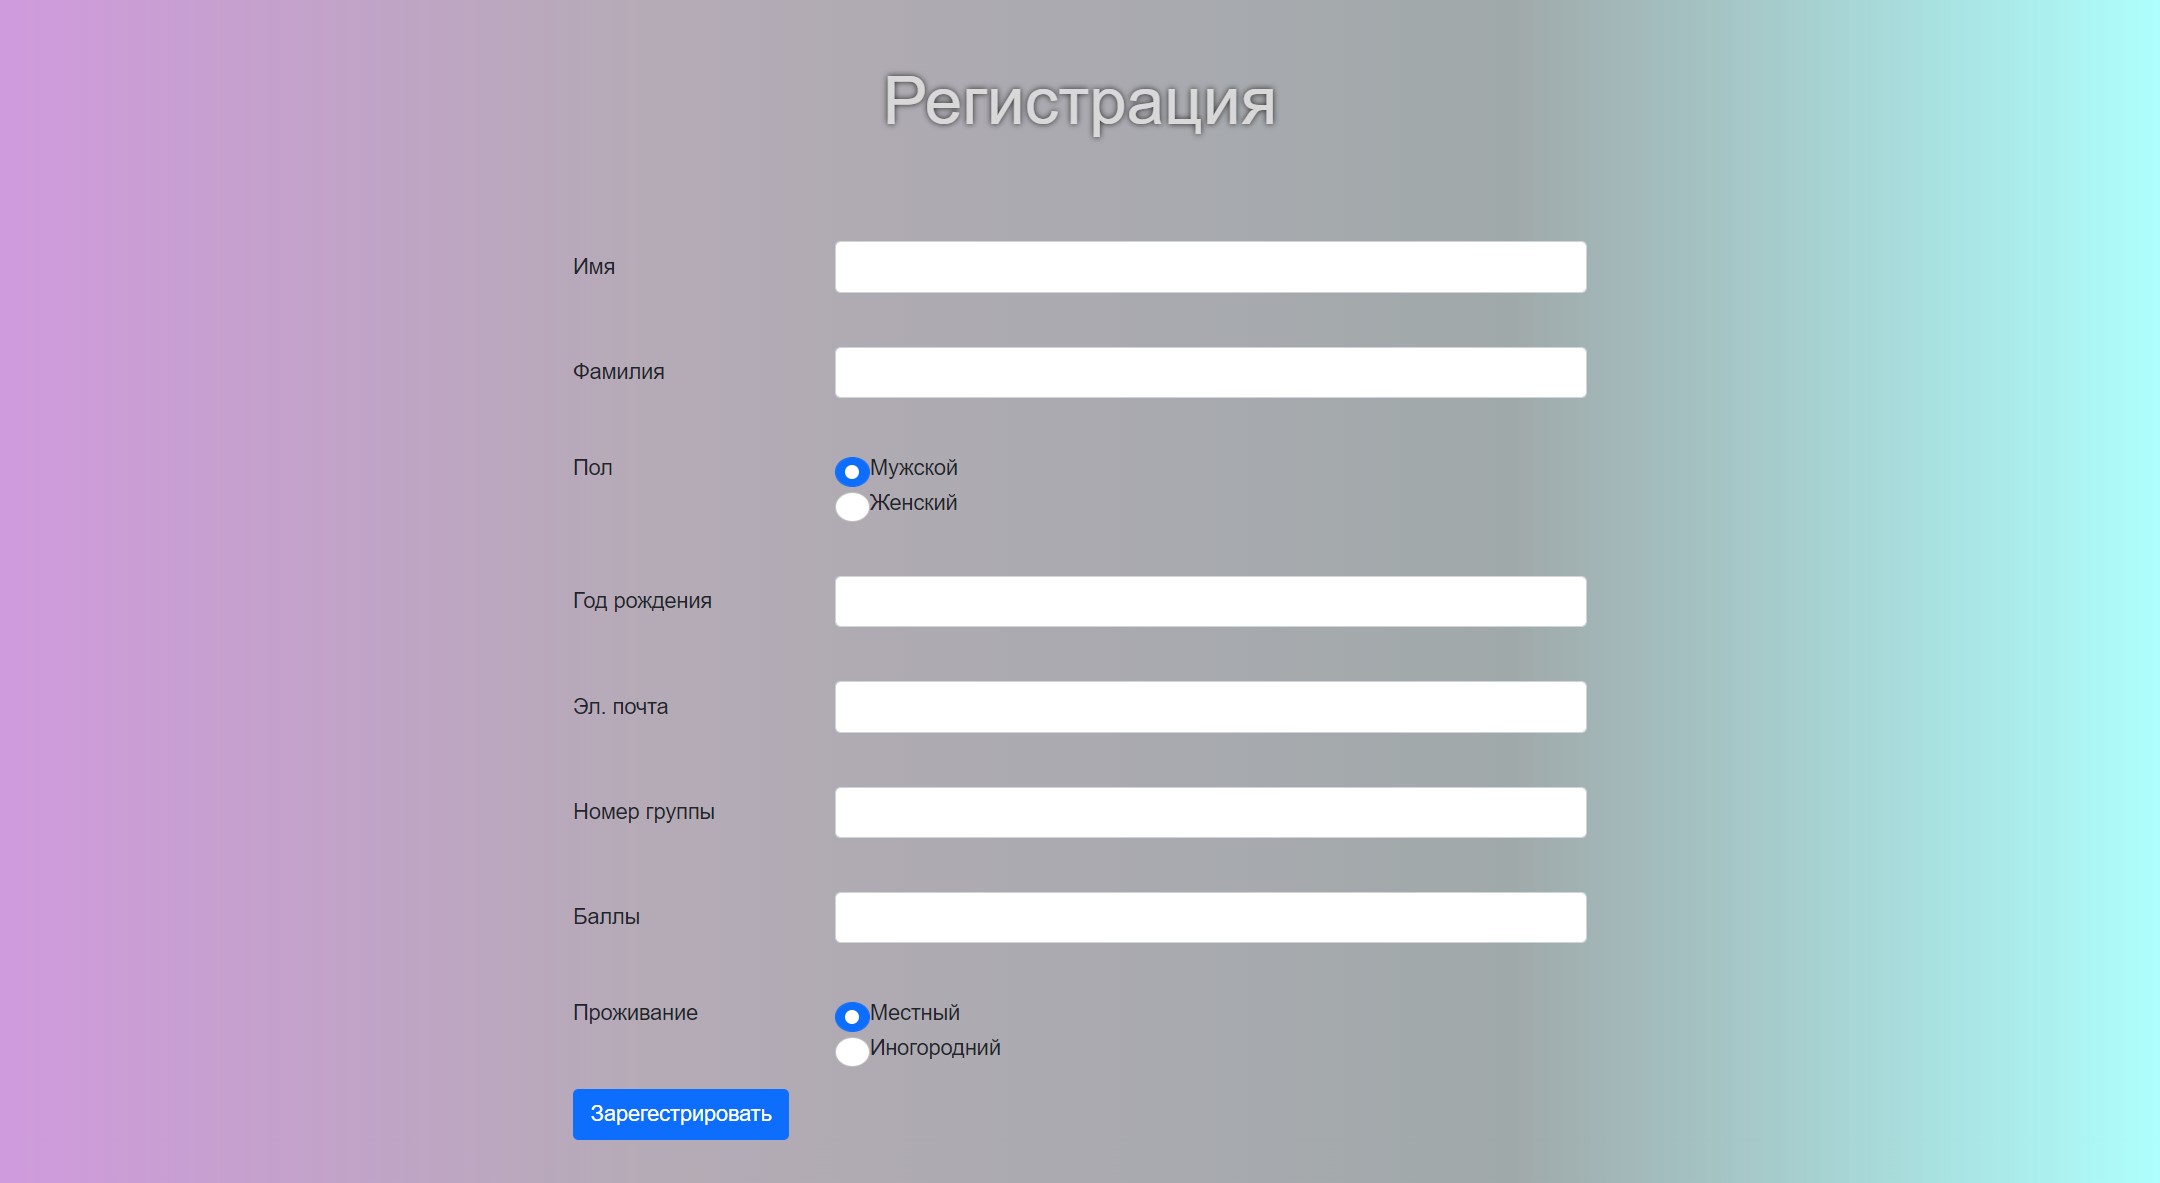 Регистрация
Имя
Фамилия
Пол
Мужской
Женский
Год рождения
Эл. почта
Номер группы
Баллы
Проживание
Местный
Иногородний
Зарегестрировать